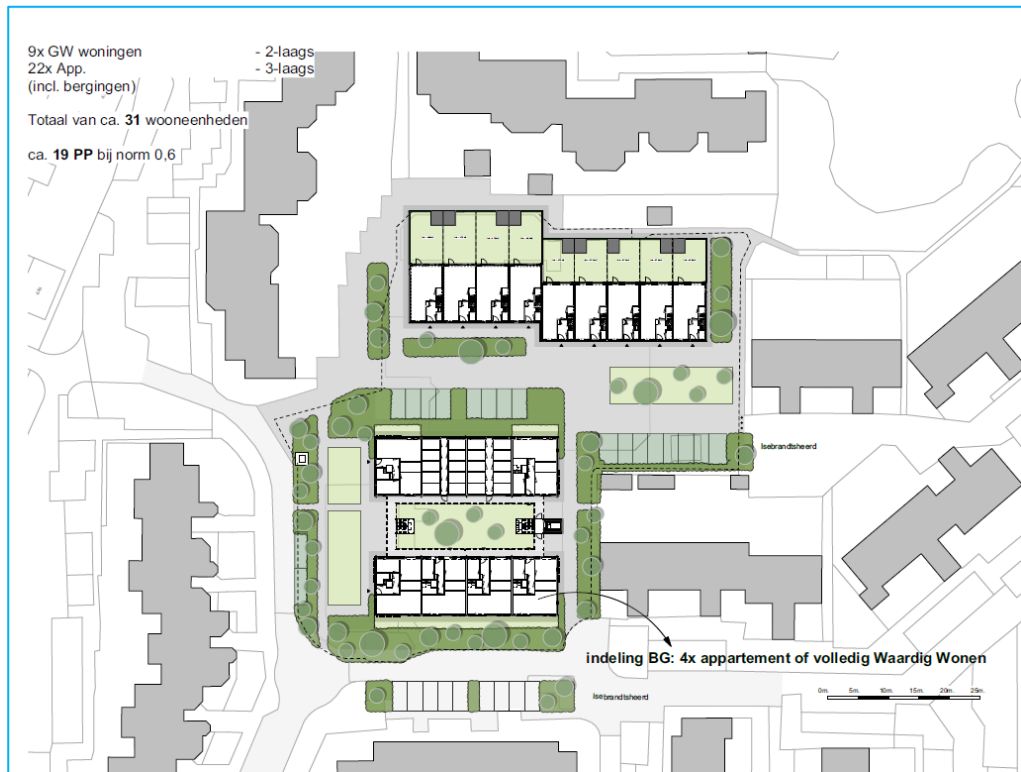 9x GW woningen - 2-laags
22x App. - 3-laags
(incl. bergingen)
Totaal van ca. 31 wooneenheden
ca. 19 PP bij norm 0,6
Isebrandtsheerd
indeling BG: 4x appartement of volledig Waardig Wonen
0m. 5m. 10m. 15m. 20m. 25m.
Isebrandtsheerd